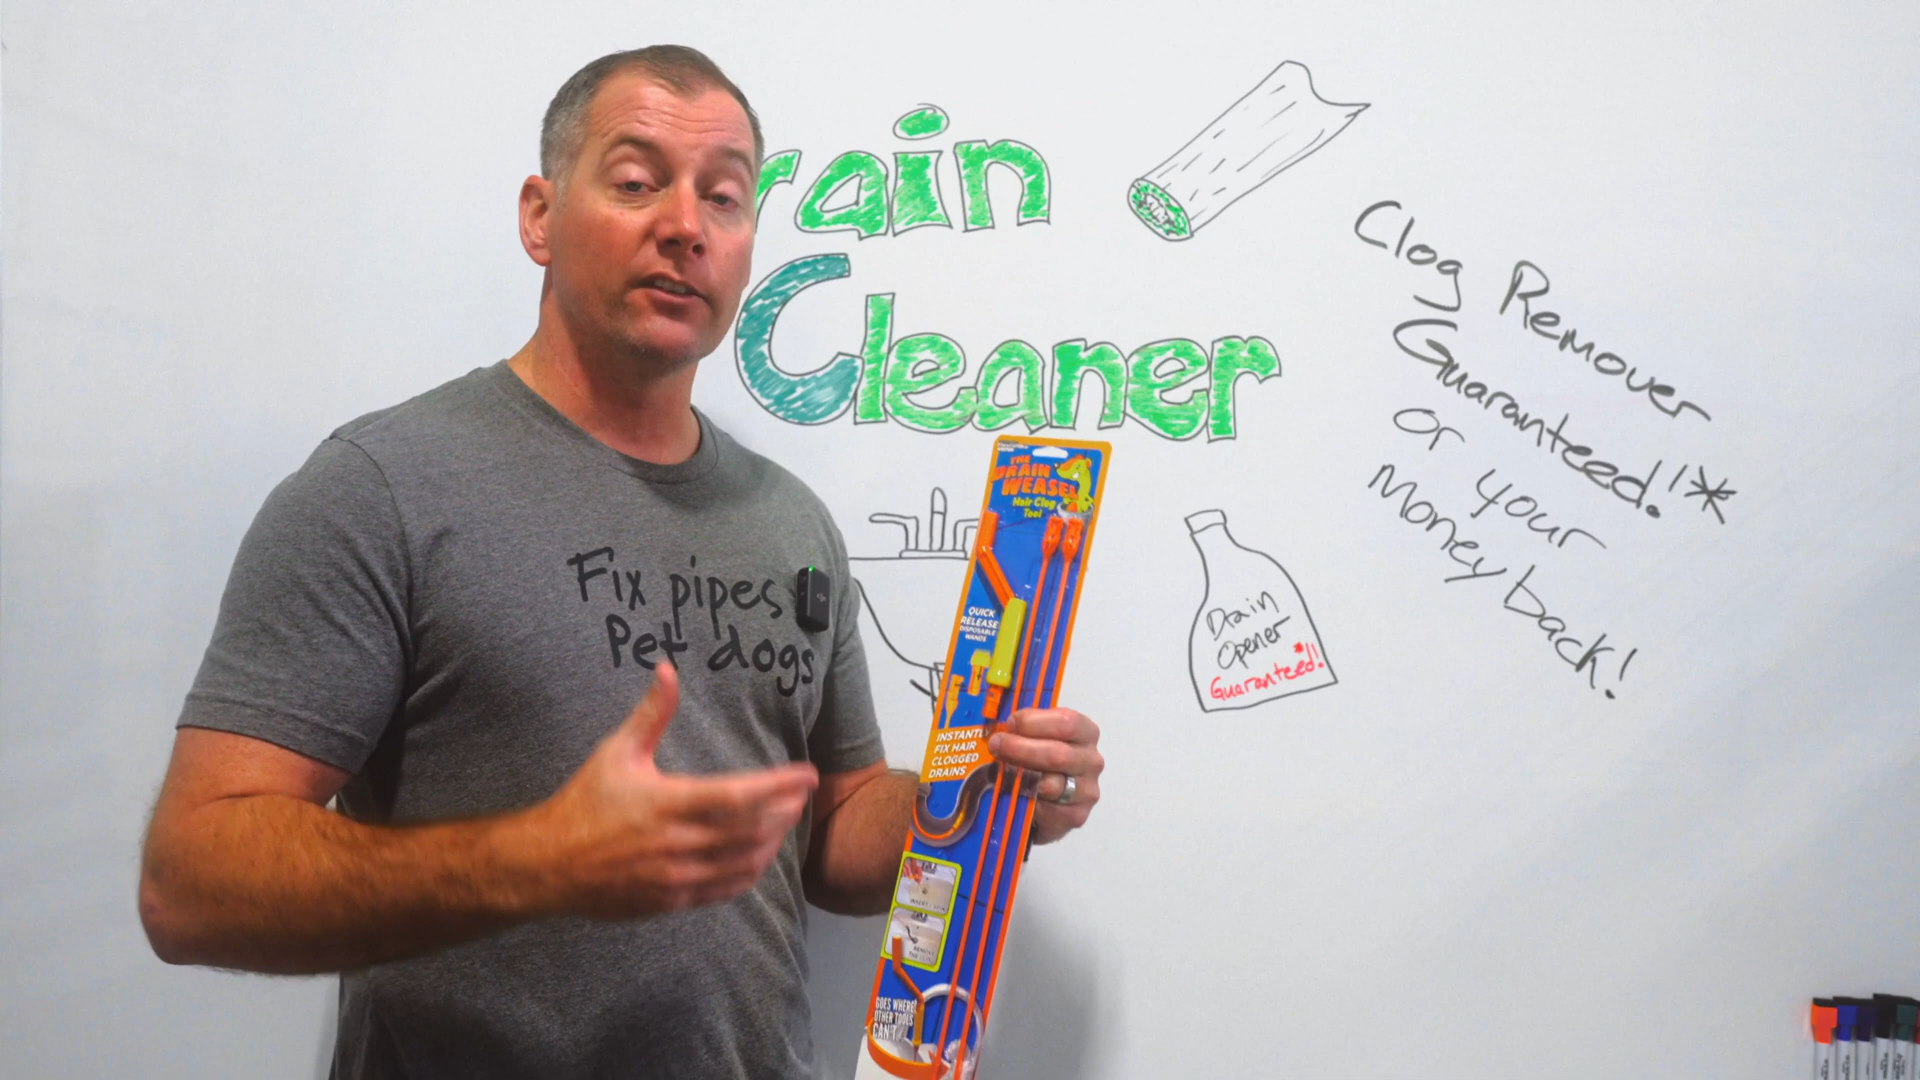 rain
Cleaner
Clog Remover
Guaranteed!*
or your
Money back!
Drain
Opener
Guaranteed!*
Fix pipes
Pet dogs
THE
DRAIN
WEASEL
Hair Clog
Tool
QUICK
RELEASE
DISPOSABLE
WANDS
INSTANTLY
FIX HAIR
CLOGGED
DRAINS
GOES WHERE
OTHER TOOLS
CAN'T